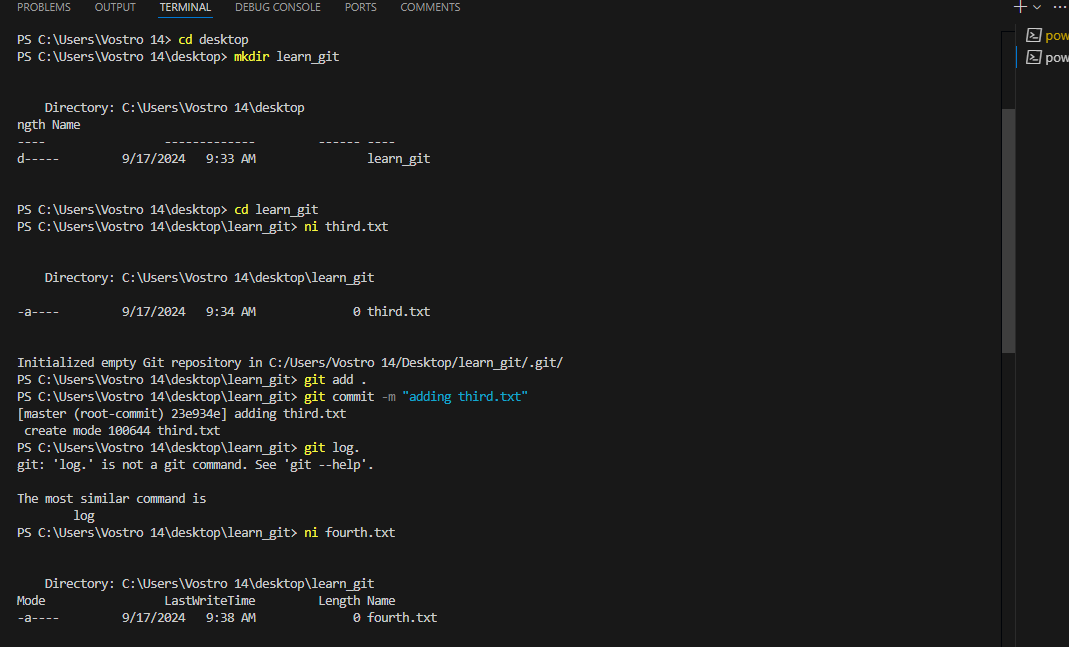 PROBLEMS OUTPUT TERMINAL DEBUG CONSOLE PORTS COMMENTS
PS C:\Users\Vostro 14> cd desktop
PS C:\Users\Vostro 14\desktop> mkdir learn_git
Directory: C:\Users\Vostro 14\desktop
ngth Name
---- ------------- ------ ----
d----- 9/17/2024 9:33 AM learn_git
PS C:\Users\Vostro 14\desktop> cd learn_git
PS C:\Users\Vostro 14\desktop\learn_git> ni third.txt
Directory: C:\Users\Vostro 14\desktop\learn_git
-a---- 9/17/2024 9:34 AM 0 third.txt
Initialized empty Git repository in C:/Users/Vostro 14/Desktop/learn_git/.git/
PS C:\Users\Vostro 14\desktop\learn_git> git add .
PS C:\Users\Vostro 14\desktop\learn_git> git commit -m "adding third.txt"
[master (root-commit) 23e934e] adding third.txt
create mode 100644 third.txt
PS C:\Users\Vostro 14\desktop\learn_git> git log.
git: 'log.' is not a git command. See 'git --help'.
The most similar command is
log
PS C:\Users\Vostro 14\desktop\learn_git> ni fourth.txt
Directory: C:\Users\Vostro 14\desktop\learn_git
Mode LastWriteTime Length Name
-a---- 9/17/2024 9:38 AM 0 fourth.txt
pow
pow